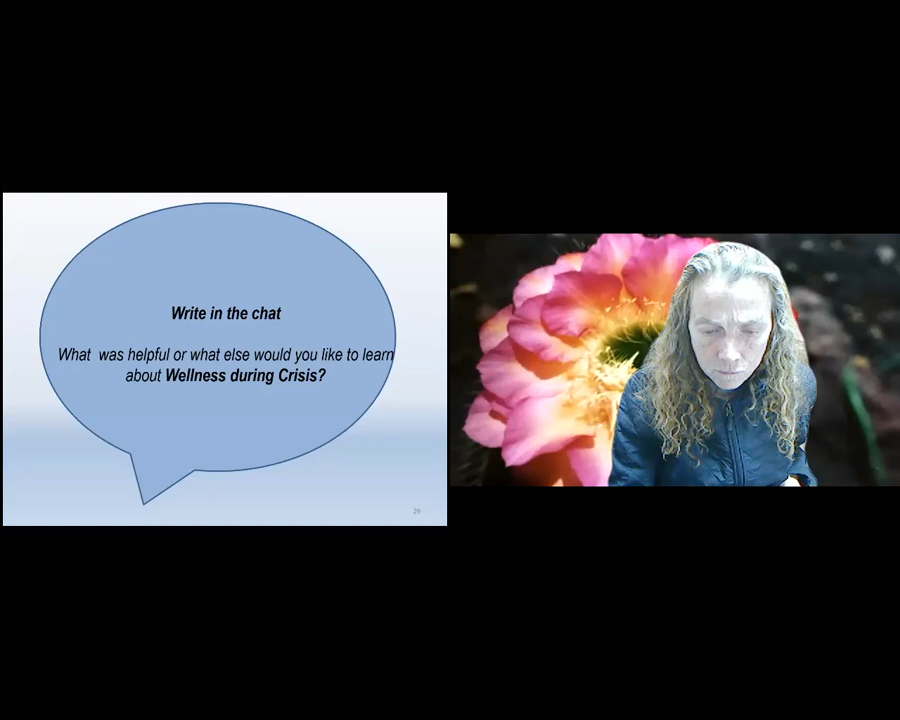 Write in the chat
What was helpful or what else would you like to learn
about Wellness during Crisis?
29